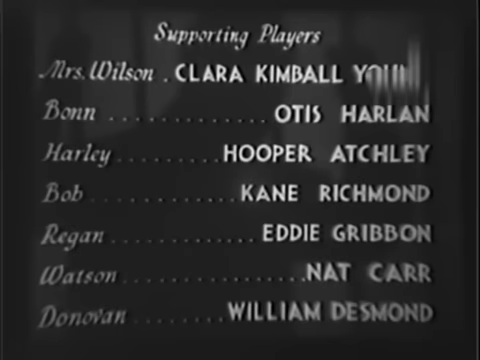 Supporting Players
Mrs. Wilson . CLARA KIMBALL YOUNG
Bonn . . . . . . . . . . . . . OTIS HARLAN
Harley . . . . . . . . HOOPER ATCHLEY
Bob . . . . . . . . . . . . KANE RICHMOND
Regan . . . . . . . . . . . . EDDIE GRIBBON
Watson . . . . . . . . . . . . . . . . NAT CARR
Donovan . . . . . . . . WILLIAM DESMOND